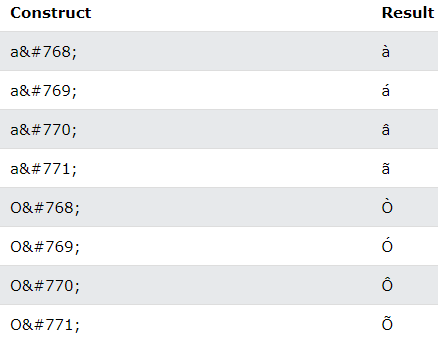 Construct Result
a&#768; à
a&#769; á
a&#770; â
a&#771; ã
O&#768; Ò
O&#769; Ó
O&#770; Ô
O&#771; Õ